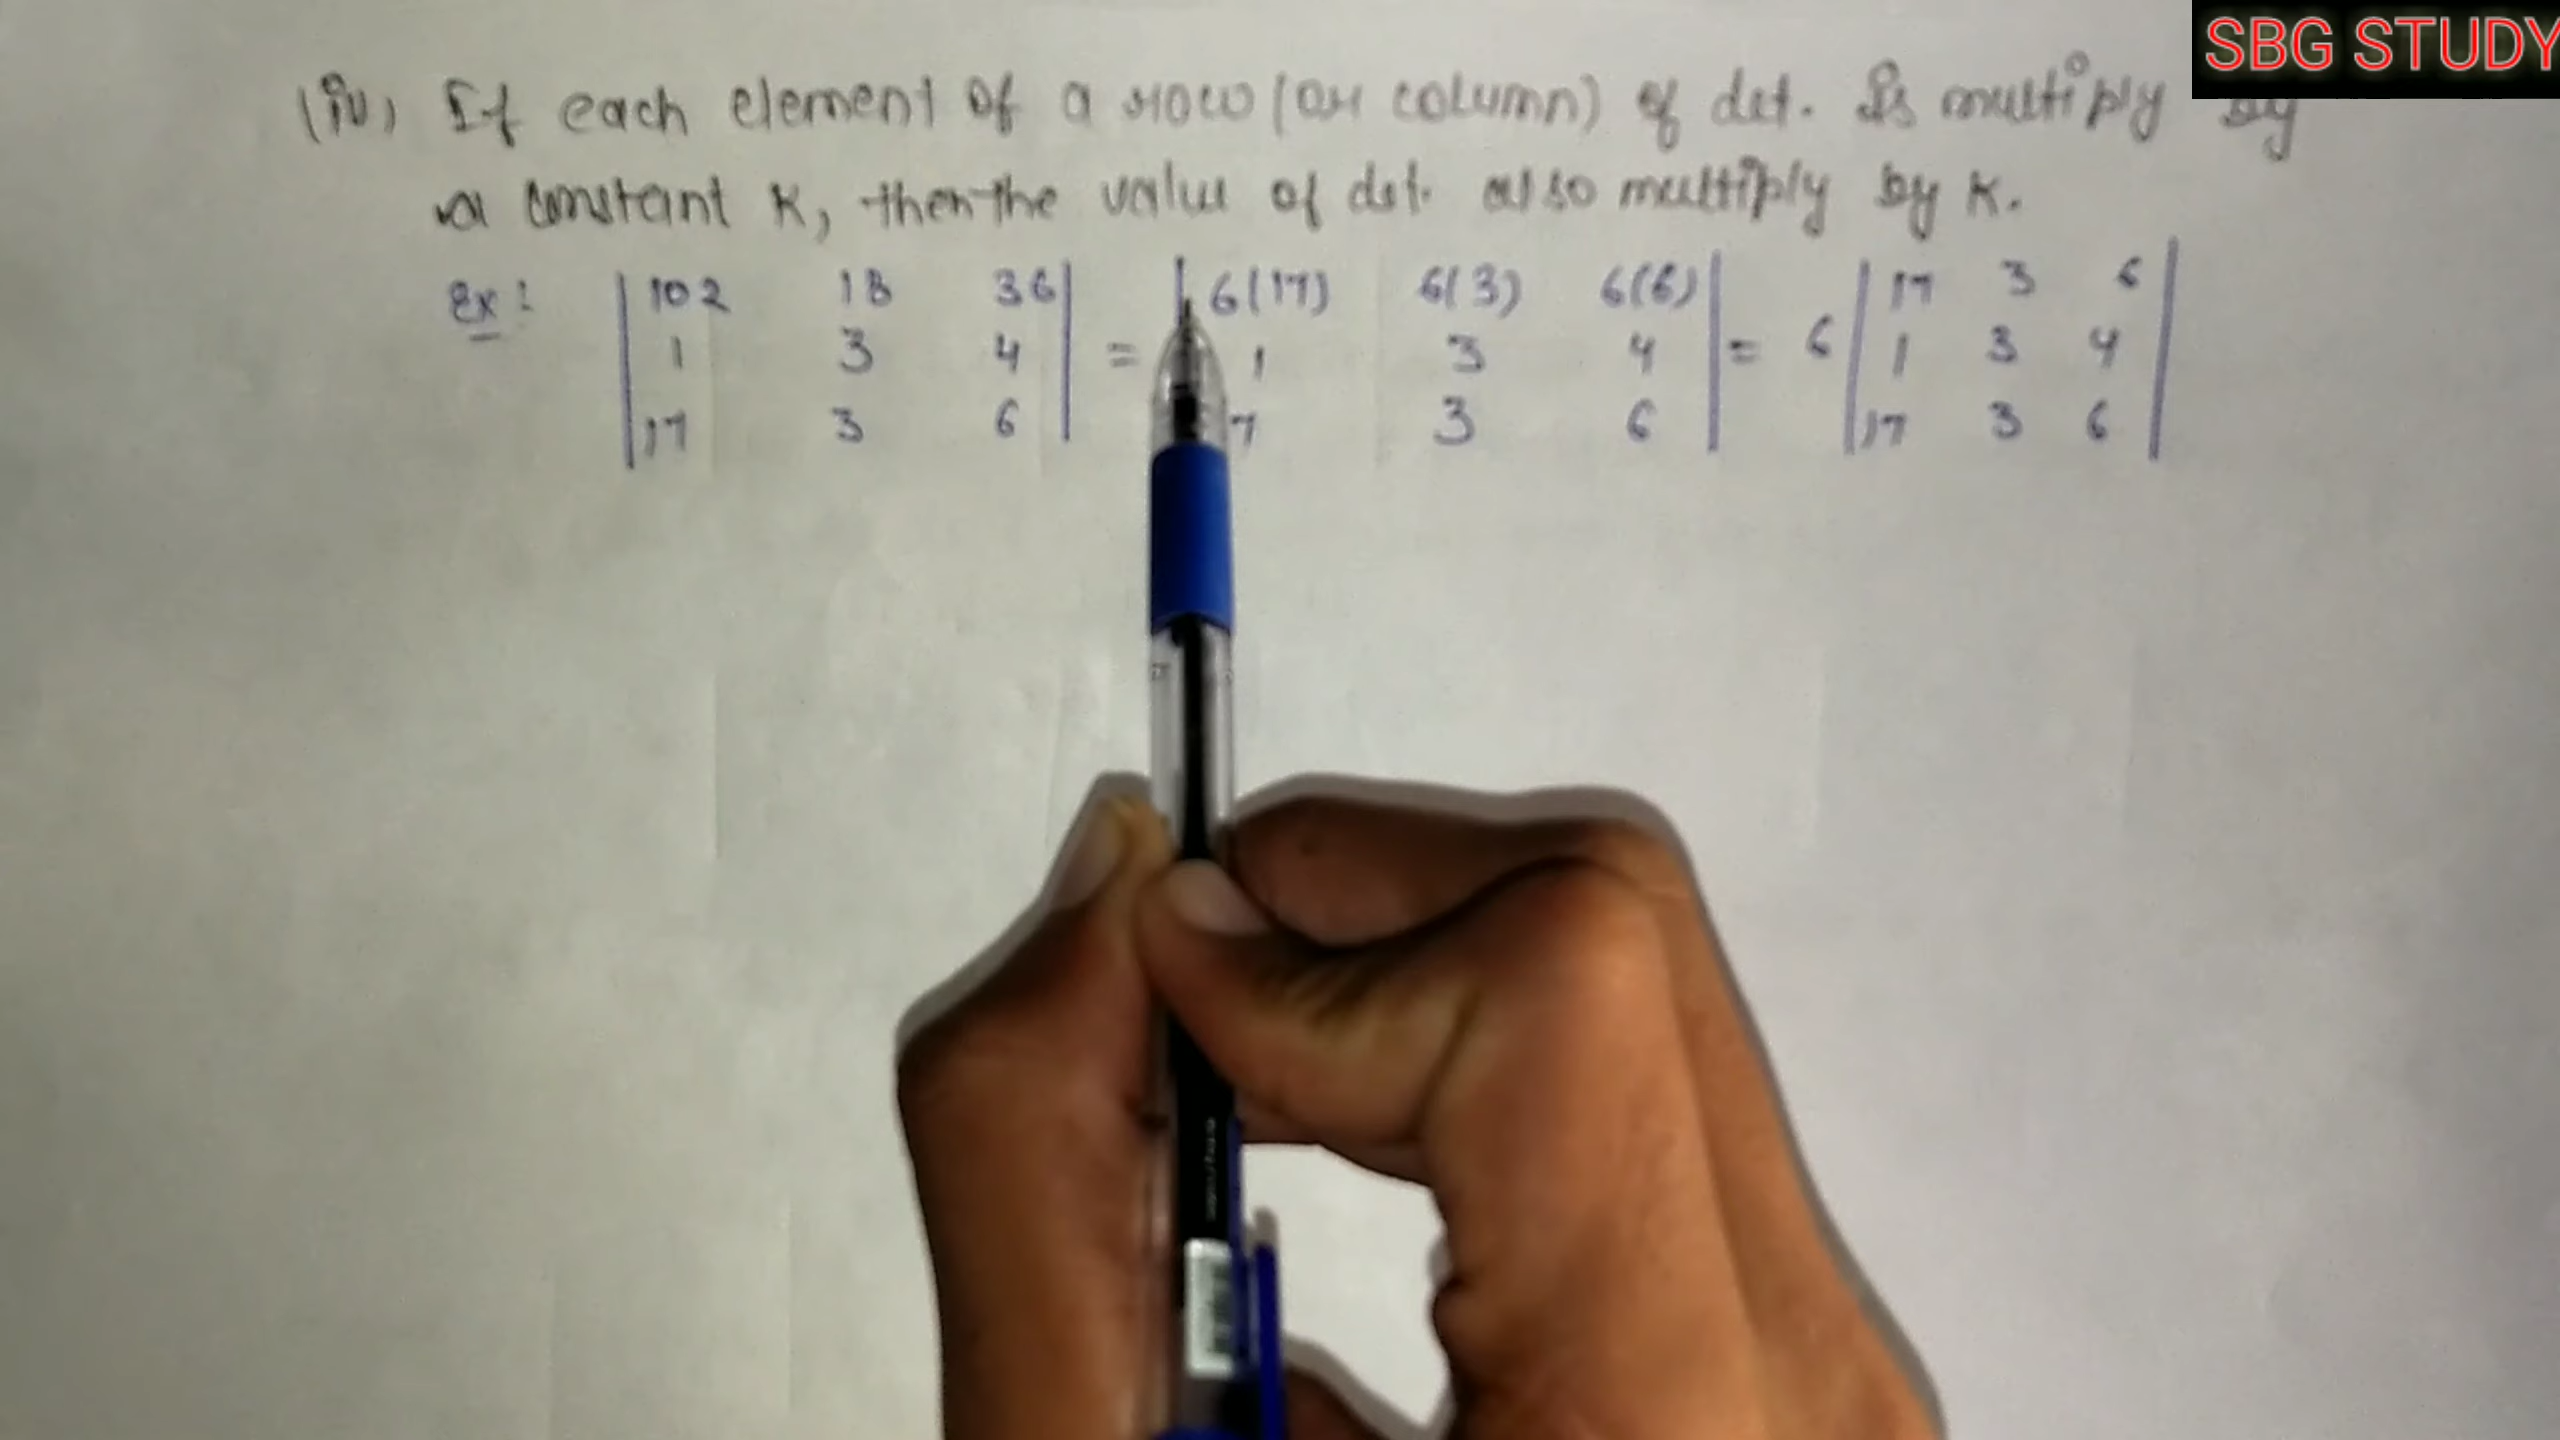 SBG STUDY
(iv) If each element of a row (or column) of det. Is multiply by
a constant K, then the value of det. also multiply by K.
ex: | 102 18 36 | = | 6(17) 6(3) 6(6) | = 6 | 17 3 6 |
| 1 3 4 | | 1 3 4 | | 1 3 4 |
| 17 3 6 | 7 3 6 | | 17 3 6 |